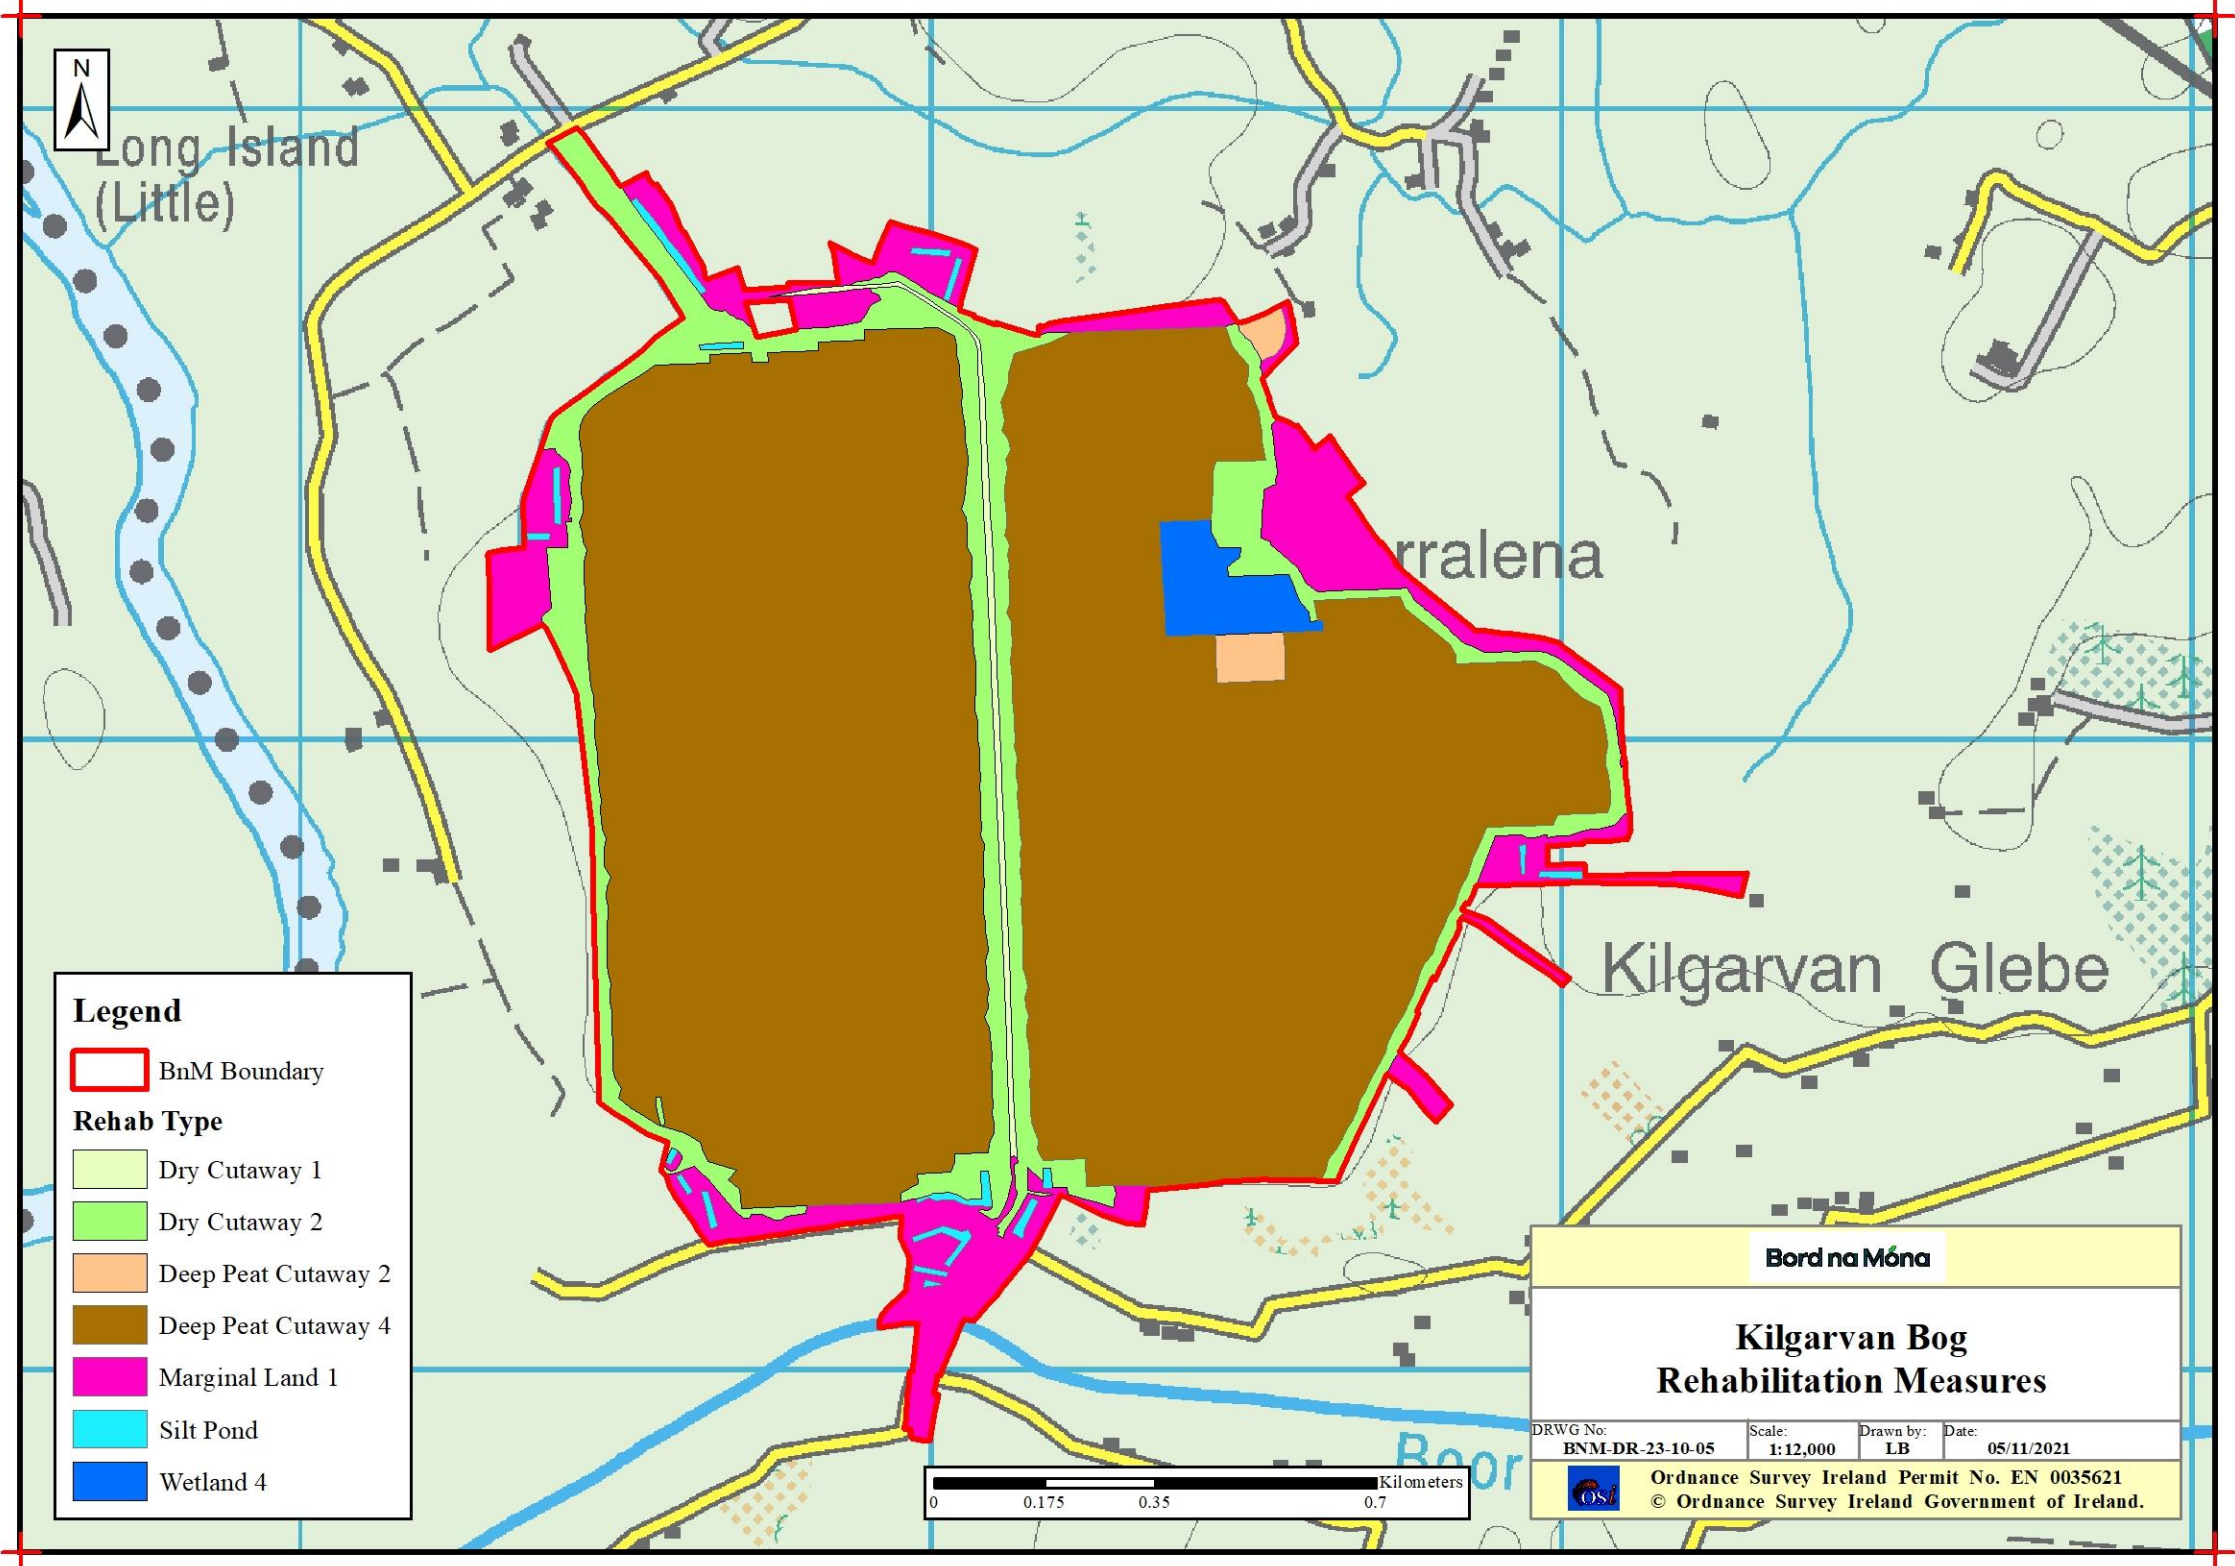 N
Long Island
(Little)
rralena
Kilgarvan Glebe
Boor
Legend
BnM Boundary
Rehab Type
Dry Cutaway 1
Dry Cutaway 2
Deep Peat Cutaway 2
Deep Peat Cutaway 4
Marginal Land 1
Silt Pond
Wetland 4
Kilometers
0 0.175 0.35 0.7
Bord na Móna
Kilgarvan Bog
Rehabilitation Measures
DRWG No: Scale: Drawn by: Date:
BNM-DR-23-10-05 1:12,000 LB 05/11/2021
osi
Ordnance Survey Ireland Permit No. EN 0035621
© Ordnance Survey Ireland Government of Ireland.